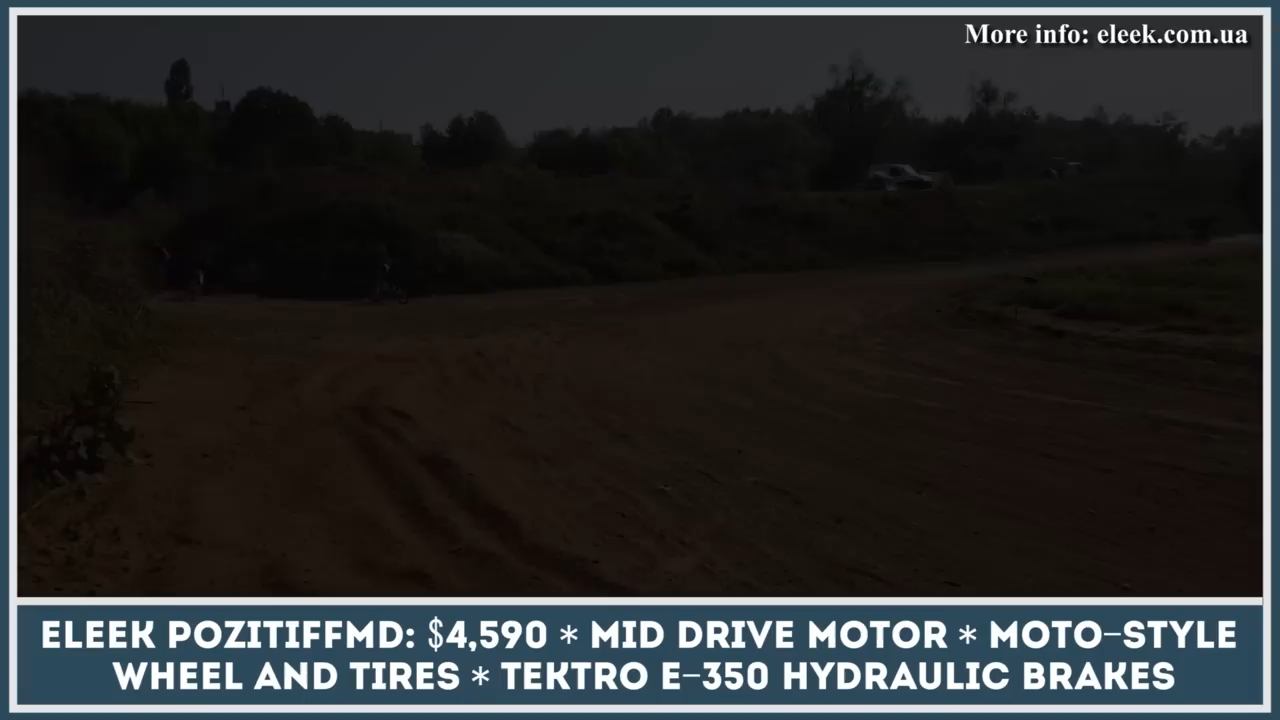 More info: eleek.com.ua
ELEEK POZITIFFMD: $4,590 * MID DRIVE MOTOR * MOTO-STYLE
WHEEL AND TIRES * TEKTRO E-350 HYDRAULIC BRAKES